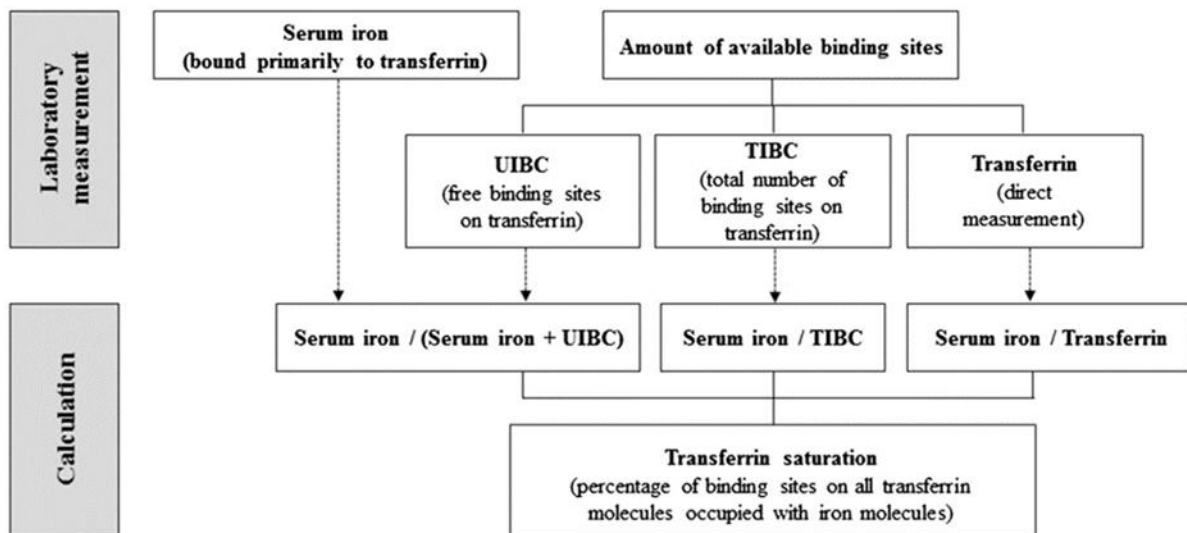 Laboratory
measurement
Serum iron
(bound primarily to transferrin)
Amount of available binding sites
UIBC
(free binding sites
on transferrin)
TIBC
(total number of
binding sites on
transferrin)
Transferrin
(direct
measurement)
Calculation
Serum iron / (Serum iron + UIBC)
Serum iron / TIBC
Serum iron / Transferrin
Transferrin saturation
(percentage of binding sites on all transferrin
molecules occupied with iron molecules)